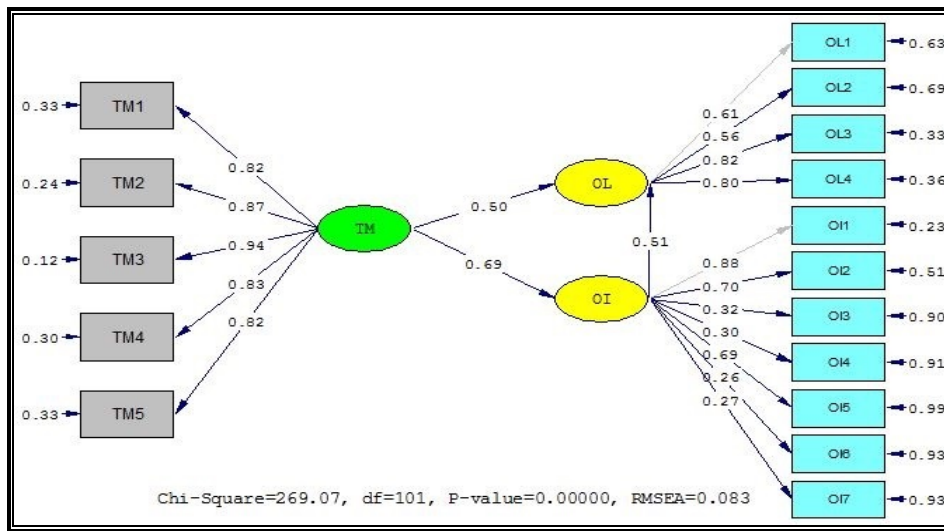 0.33 TM1
0.24 TM2
0.12 TM3
0.30 TM4
0.33 TM5
0.82
0.87
0.94
0.83
0.82
TM
0.50
0.69
OL
0.51
OI
0.61
0.56
0.82
0.80
0.88
0.70
0.32
0.30
0.69
0.26
0.27
OL1 0.63
OL2 0.69
OL3 0.33
OL4 0.36
OI1 0.23
OI2 0.51
OI3 0.90
OI4 0.91
OI5 0.99
OI6 0.93
OI7 0.93
Chi-Square=269.07, df=101, P-value=0.00000, RMSEA=0.083